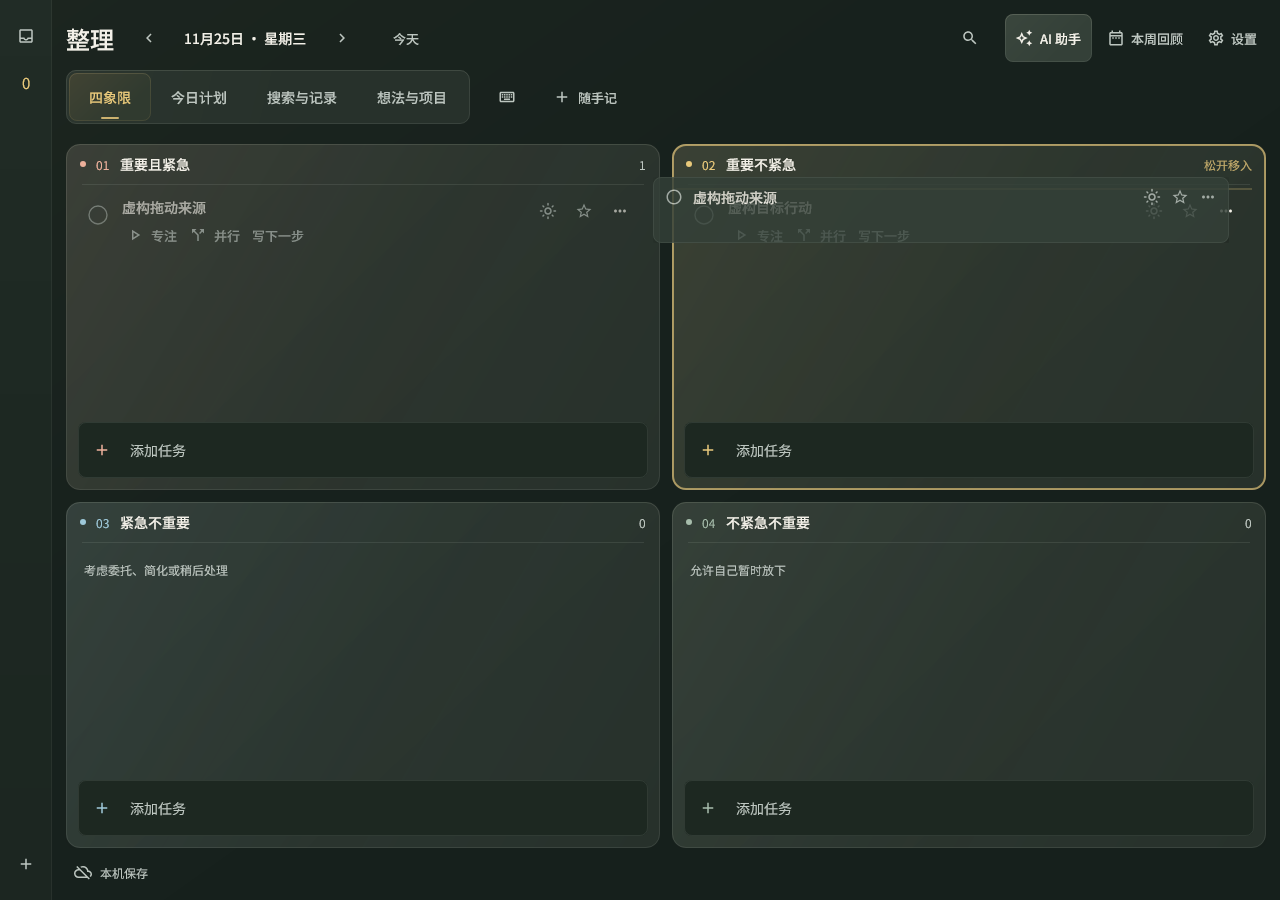 整理
11月25日 · 星期三
今天
AI 助手
本周回顾
设置
0
四象限
今日计划
搜索与记录
想法与项目
随手记
01 重要且紧急 1
虚构拖动来源
专注 并行 写下一步
添加任务
02 重要不紧急 松开移入
虚构拖动来源
虚构目标行动
专注 并行 写下一步
添加任务
03 紧急不重要 0
考虑委托、简化或稍后处理
添加任务
04 不紧急不重要 0
允许自己暂时放下
添加任务
本机保存